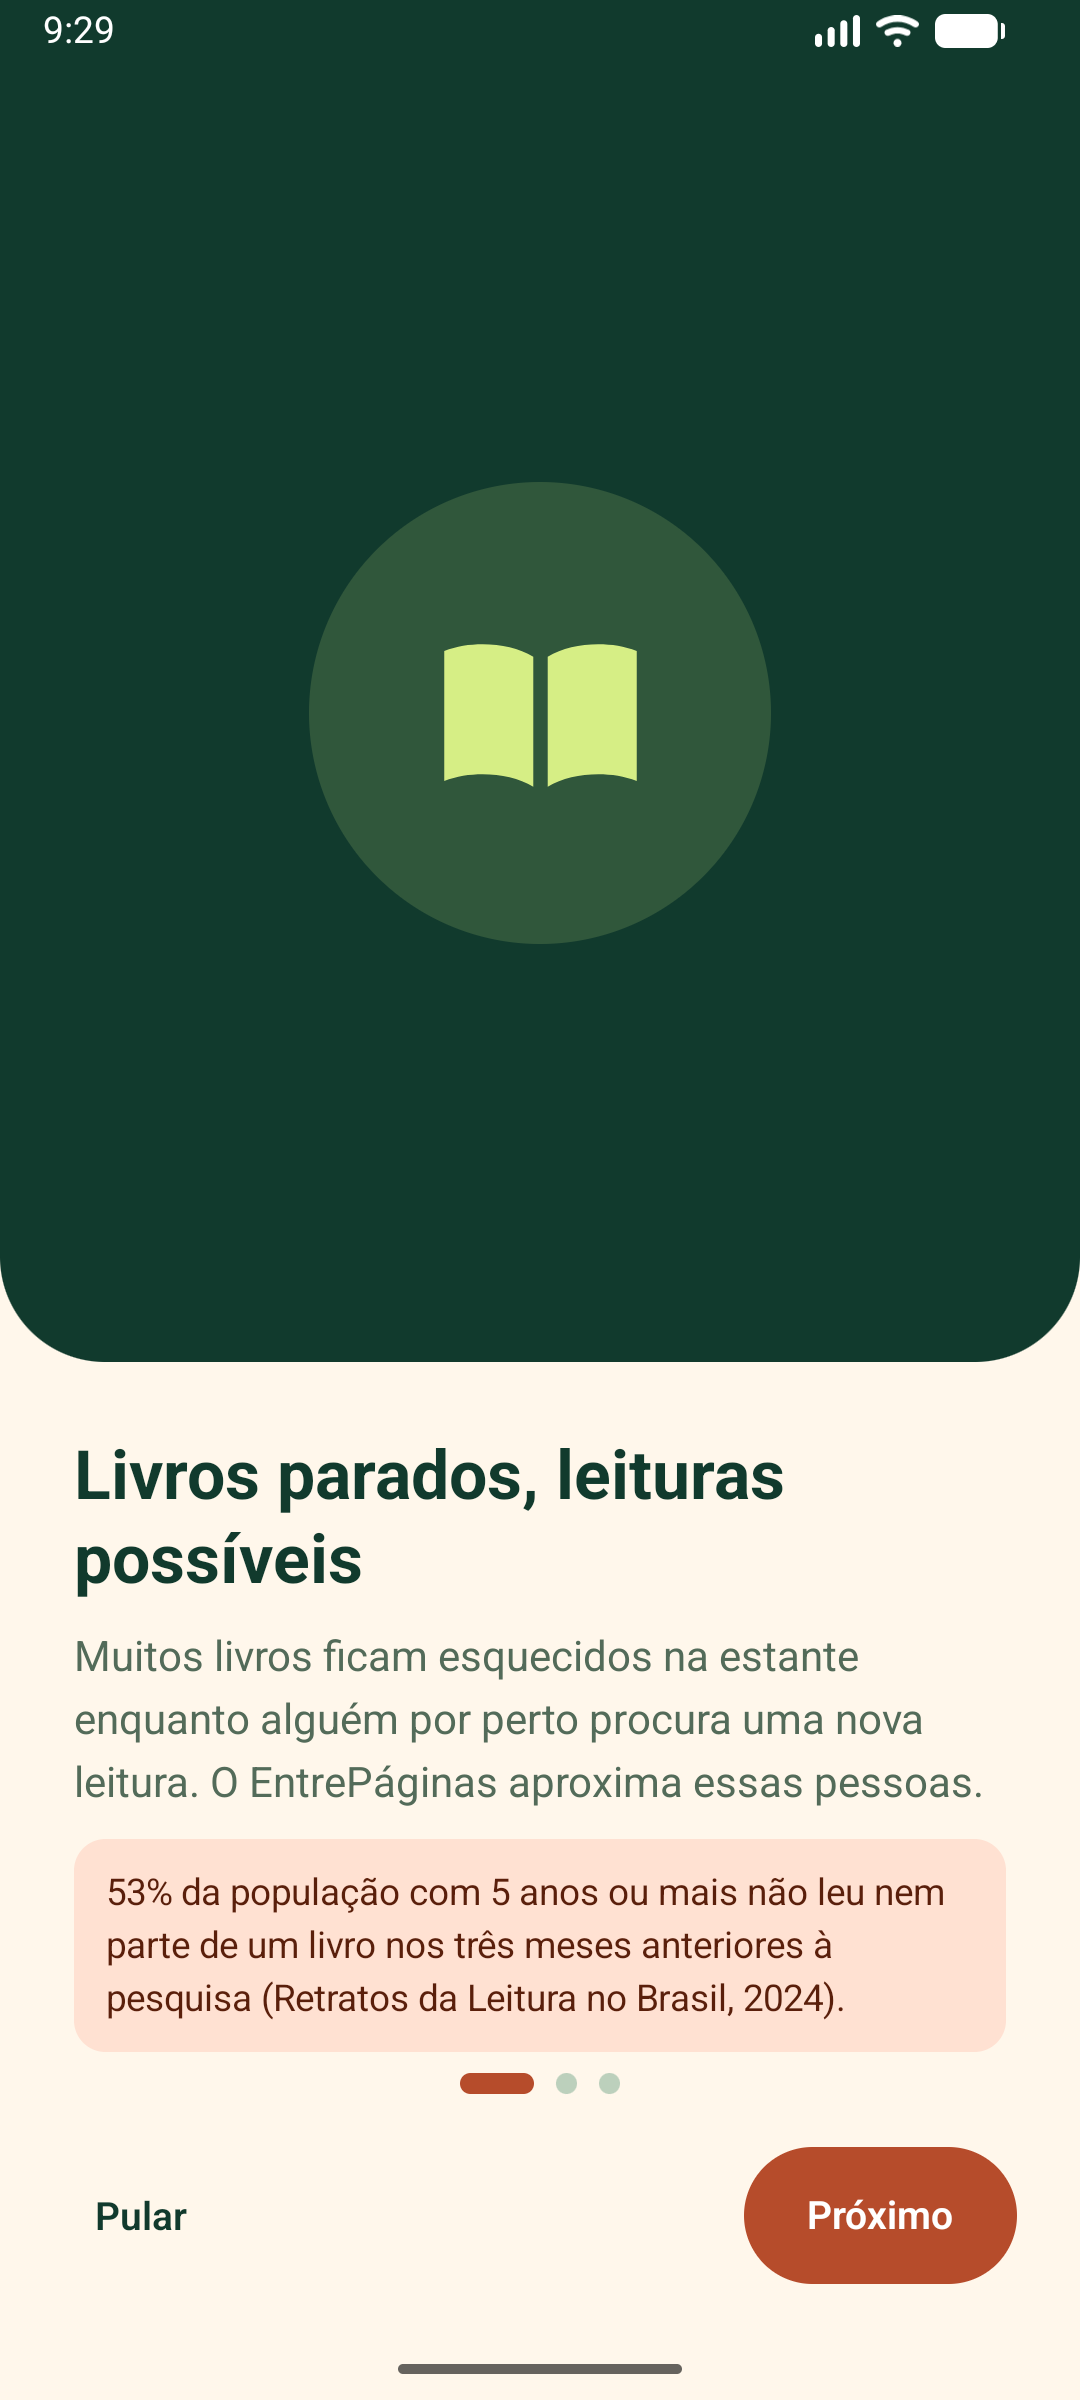 9:29
Livros parados, leituras
possíveis
Muitos livros ficam esquecidos na estante
enquanto alguém por perto procura uma nova
leitura. O EntrePáginas aproxima essas pessoas.
53% da população com 5 anos ou mais não leu nem
parte de um livro nos três meses anteriores à
pesquisa (Retratos da Leitura no Brasil, 2024).
Pular
Próximo